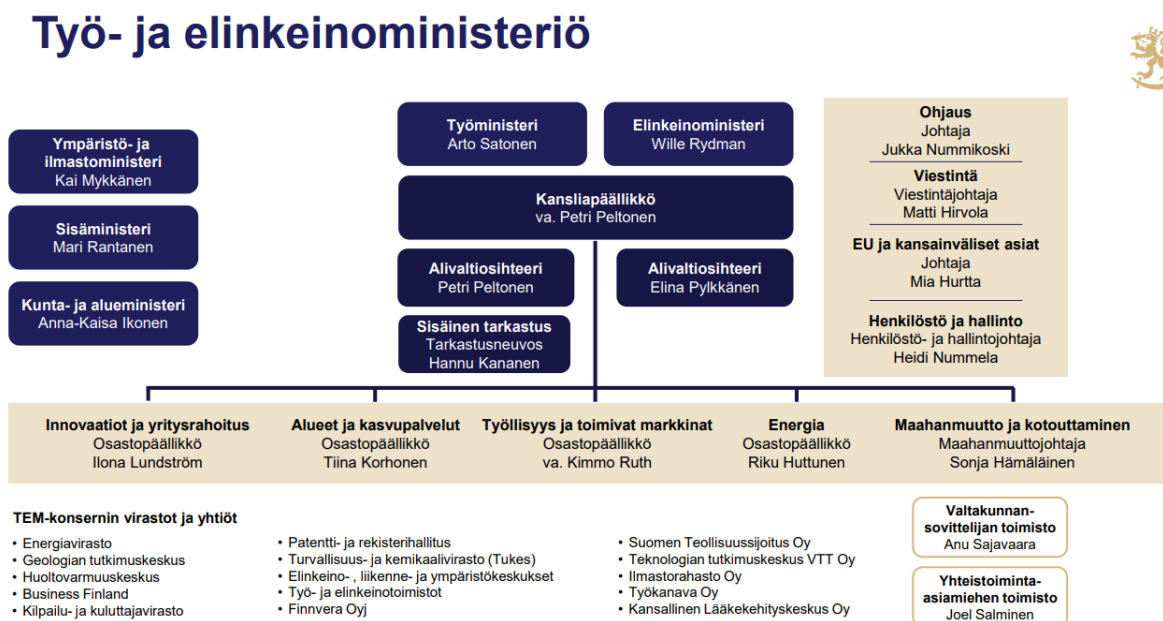 Työ- ja elinkeinoministeriö
Ympäristö- ja
ilmastoministeri
Kai Mykkänen
Sisäministeri
Mari Rantanen
Kunta- ja alueministeri
Anna-Kaisa Ikonen
Työministeri
Arto Satonen
Elinkeinoministeri
Wille Rydman
Kansliapäällikkö
va. Petri Peltonen
Alivaltiosihteeri
Petri Peltonen
Alivaltiosihteeri
Elina Pylkkänen
Sisäinen tarkastus
Tarkastusneuvos
Hannu Kananen
Ohjaus
Johtaja
Jukka Nummikoski
Viestintä
Viestintäjohtaja
Matti Hirvola
EU ja kansainväliset asiat
Johtaja
Mia Hurtta
Henkilöstö ja hallinto
Henkilöstö- ja hallintojohtaja
Heidi Nummela
Innovaatiot ja yritysrahoitus
Osastopäällikkö
Ilona Lundström
Alueet ja kasvupalvelut
Osastopäällikkö
Tiina Korhonen
Työllisyys ja toimivat markkinat
Osastopäällikkö
va. Kimmo Ruth
Energia
Osastopäällikkö
Riku Huttunen
Maahanmuutto ja kotouttaminen
Maahanmuuttojohtaja
Sonja Hämäläinen
TEM-konsernin virastot ja yhtiöt
• Energiavirasto
• Geologian tutkimuskeskus
• Huoltovarmuuskeskus
• Business Finland
• Kilpailu- ja kuluttajavirasto
• Patentti- ja rekisterihallitus
• Turvallisuus- ja kemikaalivirasto (Tukes)
• Elinkeino- , liikenne- ja ympäristökeskukset
• Työ- ja elinkeinotoimistot
• Finnvera Oyj
• Suomen Teollisuussijoitus Oy
• Teknologian tutkimuskeskus VTT Oy
• Ilmastorahasto Oy
• Työkanava Oy
• Kansallinen Lääkekehityskeskus Oy
Valtakunnan-
sovittelijan toimisto
Anu Sajavaara
Yhteistoiminta-
asiamiehen toimisto
Joel Salminen